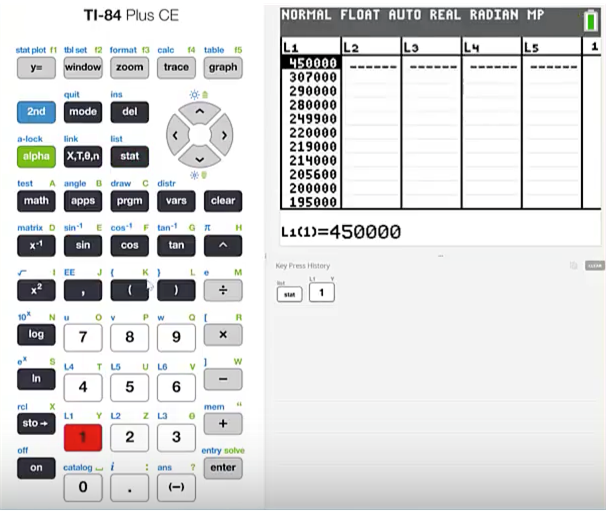 TI-84 Plus CE
stat plot f1 tbl set f2 format f3 calc f4 table f5
y= window zoom trace graph
quit ins
2nd mode del
a-lock link list
alpha X,T,θ,n stat
test A angle B draw C distr
math apps prgm vars clear
matrix D sin⁻¹ E cos⁻¹ F tan⁻¹ G π H
x⁻¹ sin cos tan ^
√ I EE J { K } L e M
x² , ( ) ÷
10ˣ N u O v P w Q [ R
log 7 8 9 ×
eˣ S L4 T L5 U L6 V ] W
ln 4 5 6 −
rcl X L1 Y L2 Z L3 θ mem "
sto→ 1 2 3 +
off catalog i : ans ? entry solve
on 0 . (−) enter
NORMAL FLOAT AUTO REAL RADIAN MP
L1 L2 L3 L4 L5 1
450000 ------ ------ ------ ------
307000
290000
280000
249900
220000
219000
214000
205600
200000
195000
L1(1)=450000
Key Press History
CLEAR
list L1 Y
stat 1